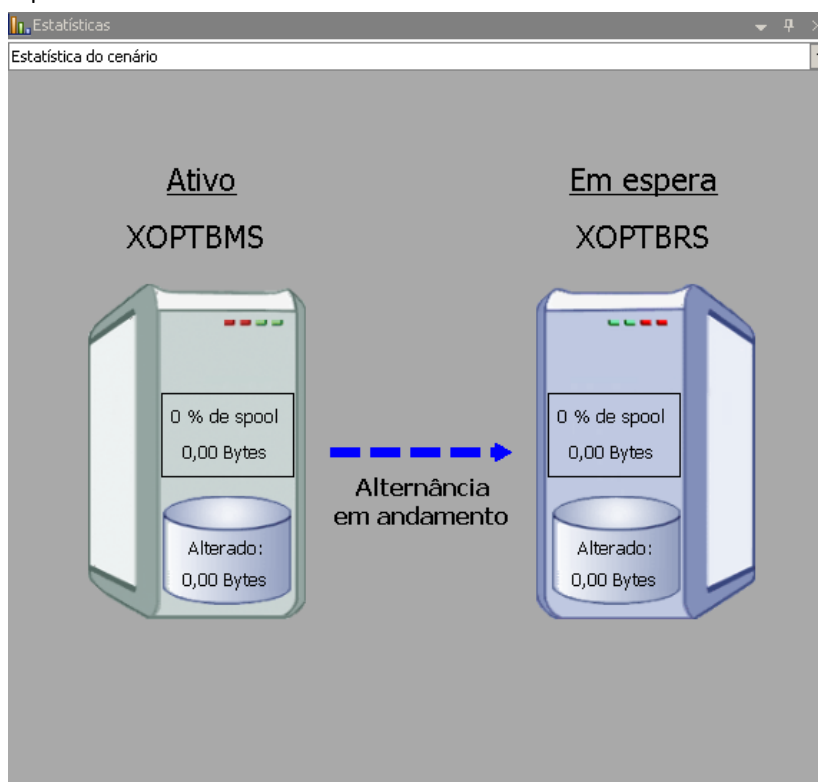 Estatísticas
Estatística do cenário
Ativo
Em espera
XOPTBMS
XOPTBRS
0 % de spool
0,00 Bytes
0 % de spool
0,00 Bytes
Alternância
em andamento
Alterado:
0,00 Bytes
Alterado:
0,00 Bytes